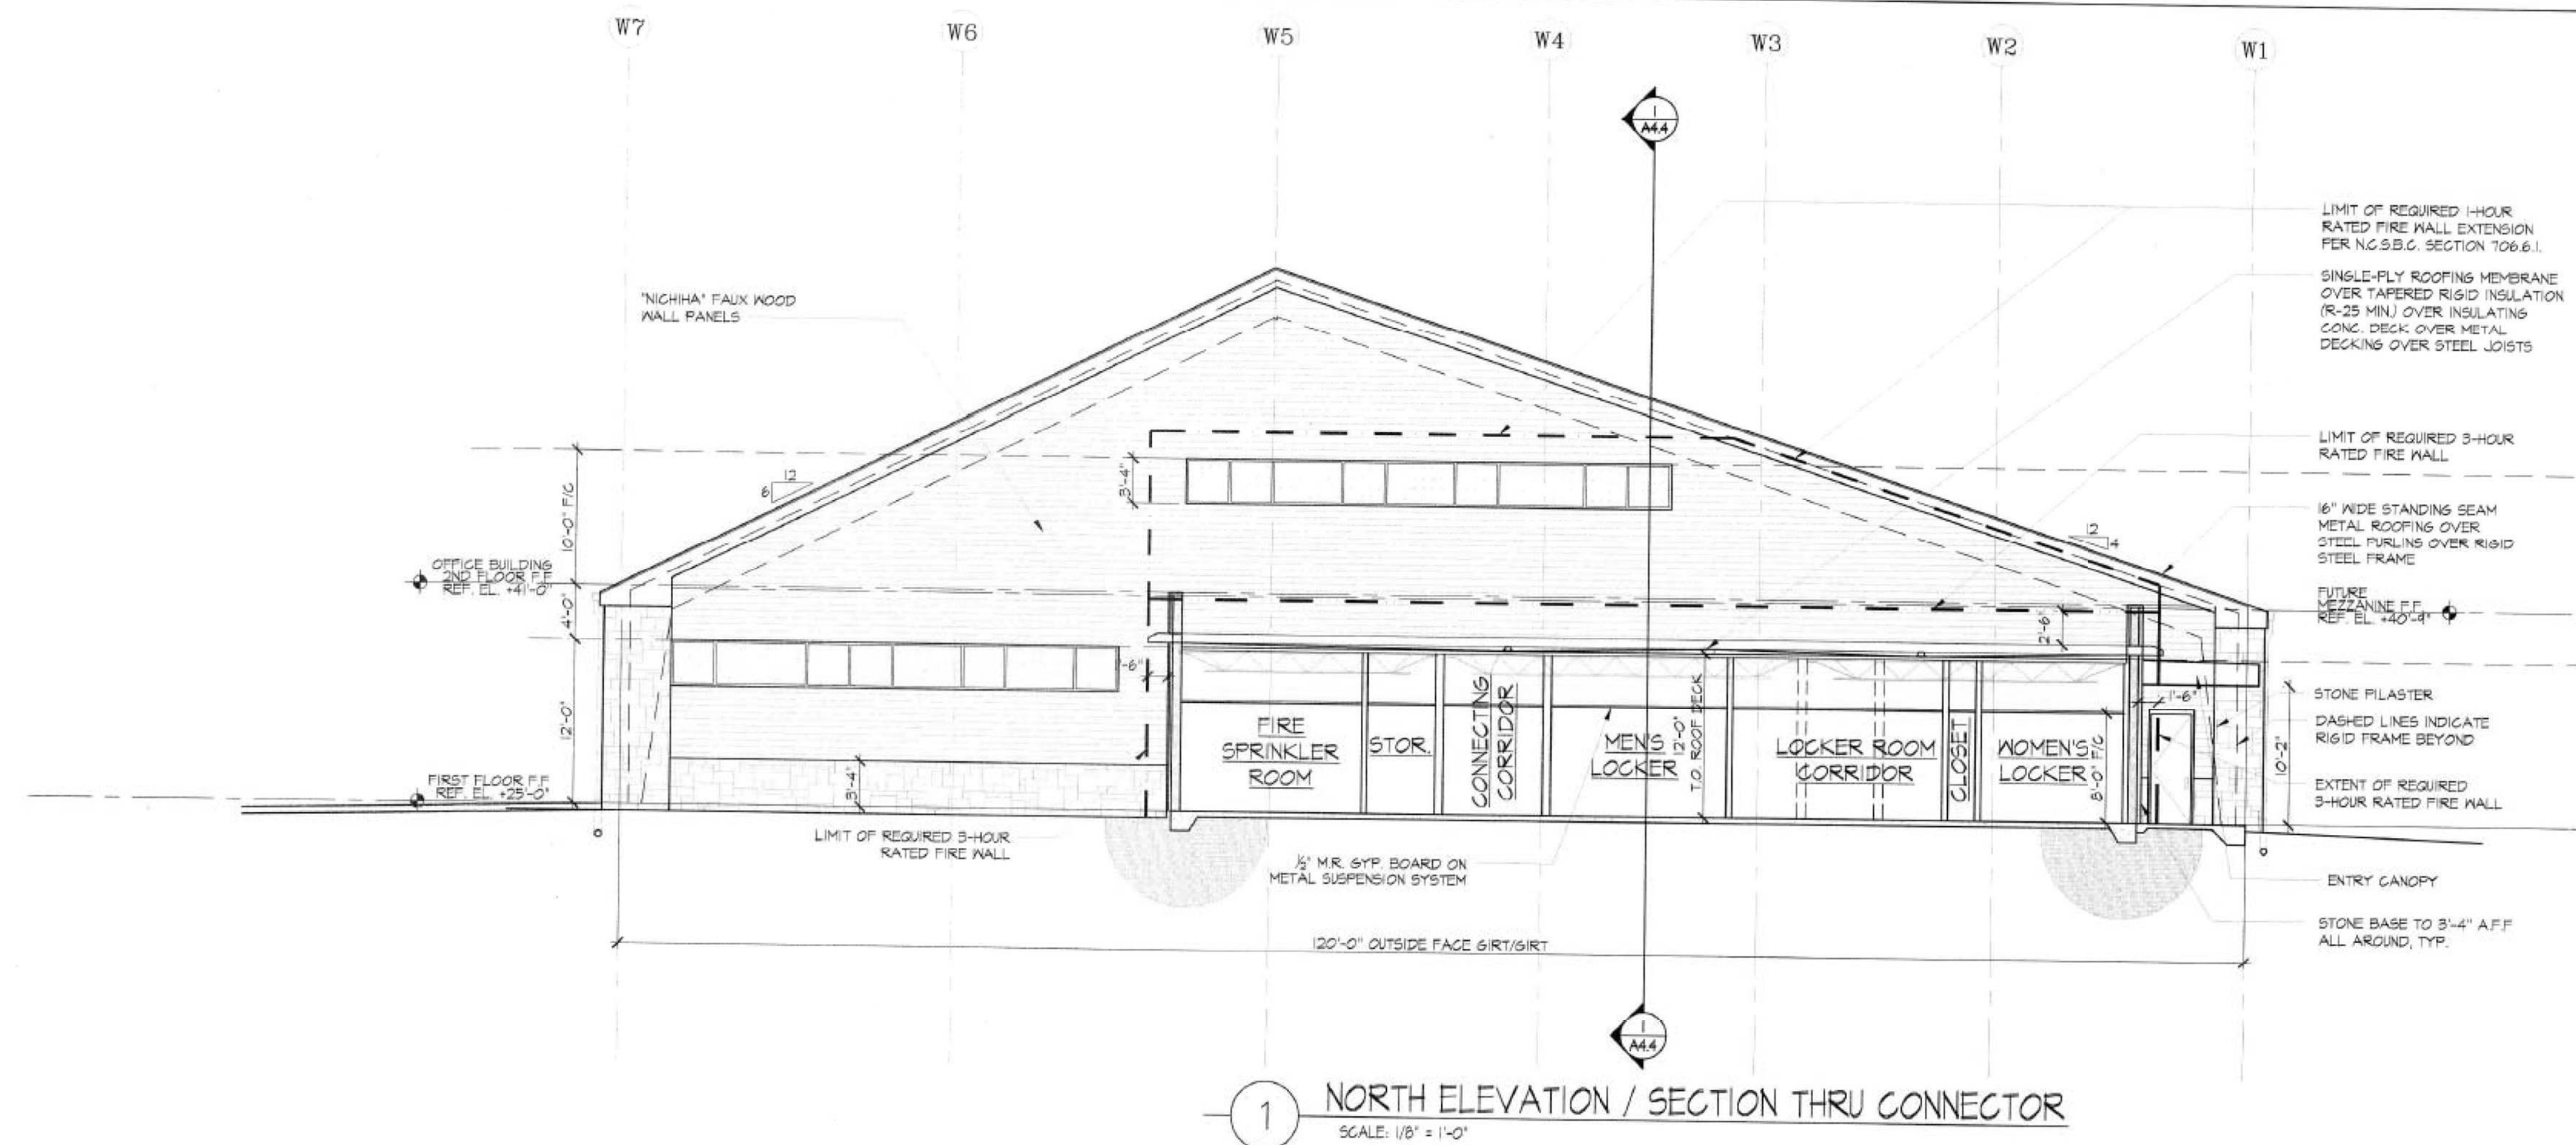 W7
W6
W5
W4
W3
W2
W1
1
A4.4
LIMIT OF REQUIRED 1-HOUR
RATED FIRE WALL EXTENSION
PER N.C.S.B.C. SECTION 706.6.1.
SINGLE-PLY ROOFING MEMBRANE
OVER TAPERED RIGID INSULATION
(R-25 MIN.) OVER INSULATING
CONC. DECK OVER METAL
DECKING OVER STEEL JOISTS
"NICHIHA" FAUX WOOD
WALL PANELS
LIMIT OF REQUIRED 3-HOUR
RATED FIRE WALL
12
6
3'-4"
10'-0" F/C
16" WIDE STANDING SEAM
METAL ROOFING OVER
STEEL PURLINS OVER RIGID
STEEL FRAME
12
4
OFFICE BUILDING
2ND FLOOR F.F.
REF. EL. +41'-0"
4'-0"
FUTURE
MEZZANINE F.F.
REF. EL. +40'-9"
2'-6"
-6"
12'-0"
1'-6"
STONE PILASTER
DASHED LINES INDICATE
RIGID FRAME BEYOND
10'-2"
FIRE
SPRINKLER
ROOM
STOR.
CONNECTING
CORRIDOR
MEN'S
LOCKER
12'-0"
T.O. ROOF DECK
LOCKER ROOM
CORRIDOR
CLOSET
WOMEN'S
LOCKER
8'-0" F/C
FIRST FLOOR F.F.
REF. EL. +25'-0"
3'-4"
EXTENT OF REQUIRED
3-HOUR RATED FIRE WALL
LIMIT OF REQUIRED 3-HOUR
RATED FIRE WALL
1/2" M.R. GYP. BOARD ON
METAL SUSPENSION SYSTEM
ENTRY CANOPY
STONE BASE TO 3'-4" A.F.F
ALL AROUND, TYP.
120'-0" OUTSIDE FACE GIRT/GIRT
1
A4.4
1
NORTH ELEVATION / SECTION THRU CONNECTOR
SCALE: 1/8" = 1'-0"